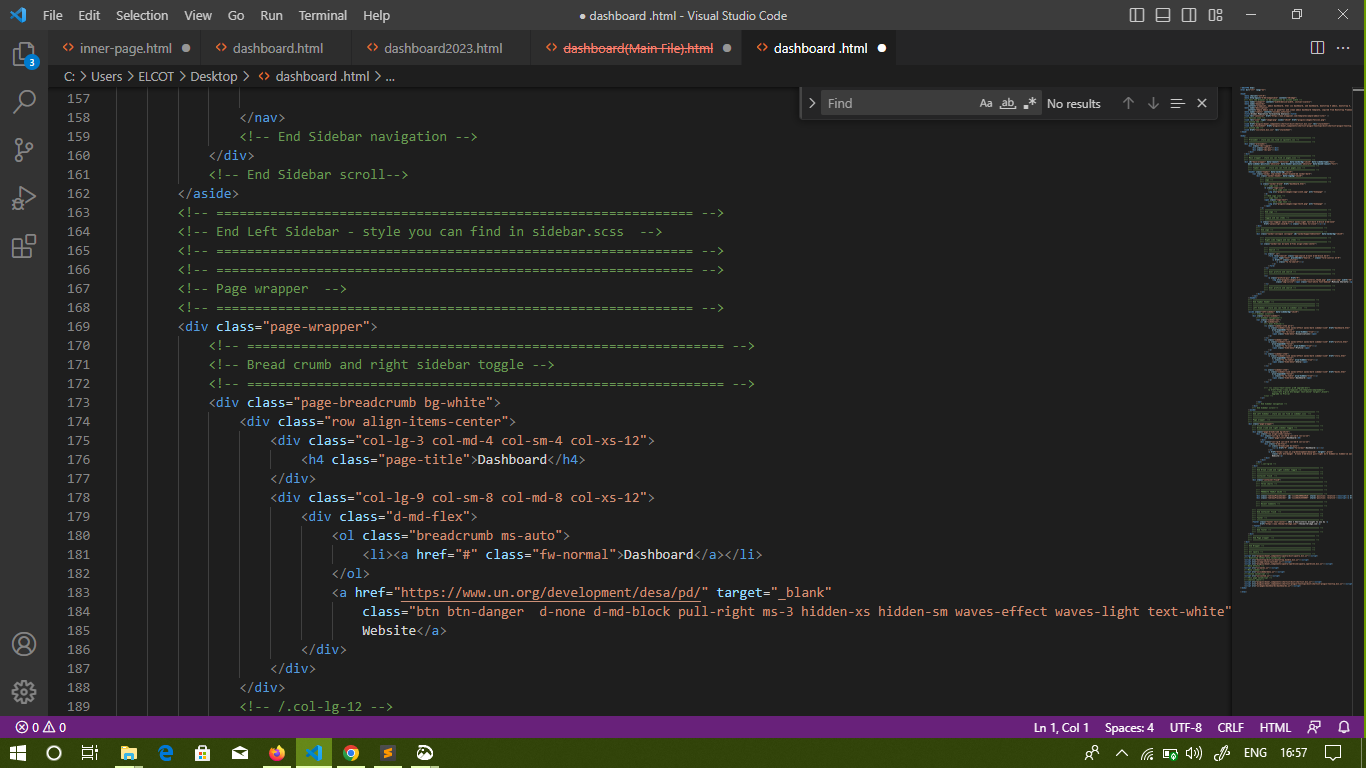 File Edit Selection View Go Run Terminal Help
● dashboard .html - Visual Studio Code
inner-page.html
dashboard.html
dashboard2023.html
dashboard(Main File).html
dashboard .html
C: > Users > ELCOT > Desktop > dashboard .html > ...
Find Aa ab No results
157
158 </nav>
159 <!-- End Sidebar navigation -->
160 </div>
161 <!-- End Sidebar scroll-->
162 </aside>
163 <!-- ============================================================== -->
164 <!-- End Left Sidebar - style you can find in sidebar.scss  -->
165 <!-- ============================================================== -->
166 <!-- ============================================================== -->
167 <!-- Page wrapper  -->
168 <!-- ============================================================== -->
169 <div class="page-wrapper">
170 <!-- ============================================================== -->
171 <!-- Bread crumb and right sidebar toggle -->
172 <!-- ============================================================== -->
173 <div class="page-breadcrumb bg-white">
174 <div class="row align-items-center">
175 <div class="col-lg-3 col-md-4 col-sm-4 col-xs-12">
176 <h4 class="page-title">Dashboard</h4>
177 </div>
178 <div class="col-lg-9 col-sm-8 col-md-8 col-xs-12">
179 <div class="d-md-flex">
180 <ol class="breadcrumb ms-auto">
181 <li><a href="#" class="fw-normal">Dashboard</a></li>
182 </ol>
183 <a href="https://www.un.org/development/desa/pd/" target="_blank"
184 class="btn btn-danger  d-none d-md-block pull-right ms-3 hidden-xs hidden-sm waves-effect waves-light text-white"
185 Website</a>
186 </div>
187 </div>
188 </div>
189 <!-- /.col-lg-12 -->
3
0 0
Ln 1, Col 1 Spaces: 4 UTF-8 CRLF HTML
ENG 16:57